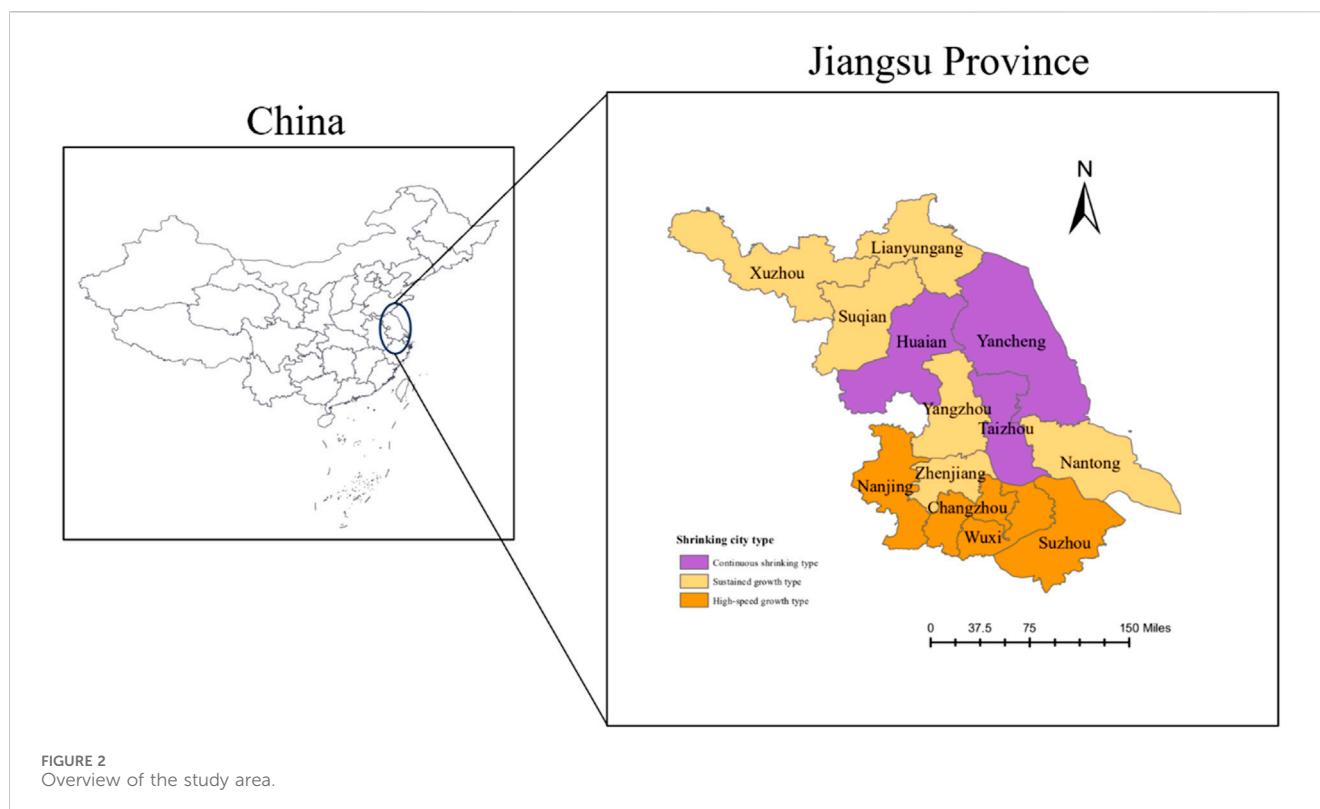 Jiangsu Province
China
N
Lianyungang
Xuzhou
Suqian
Huaian
Yancheng
Yangzhou
Taizhou
Nantong
Zhenjiang
Nanjing
Changzhou
Wuxi
Suzhou
Shrinking city type
Continuous shrinking type
Sustained growth type
High-speed growth type
0 37.5 75 150 Miles
FIGURE 2
Overview of the study area.